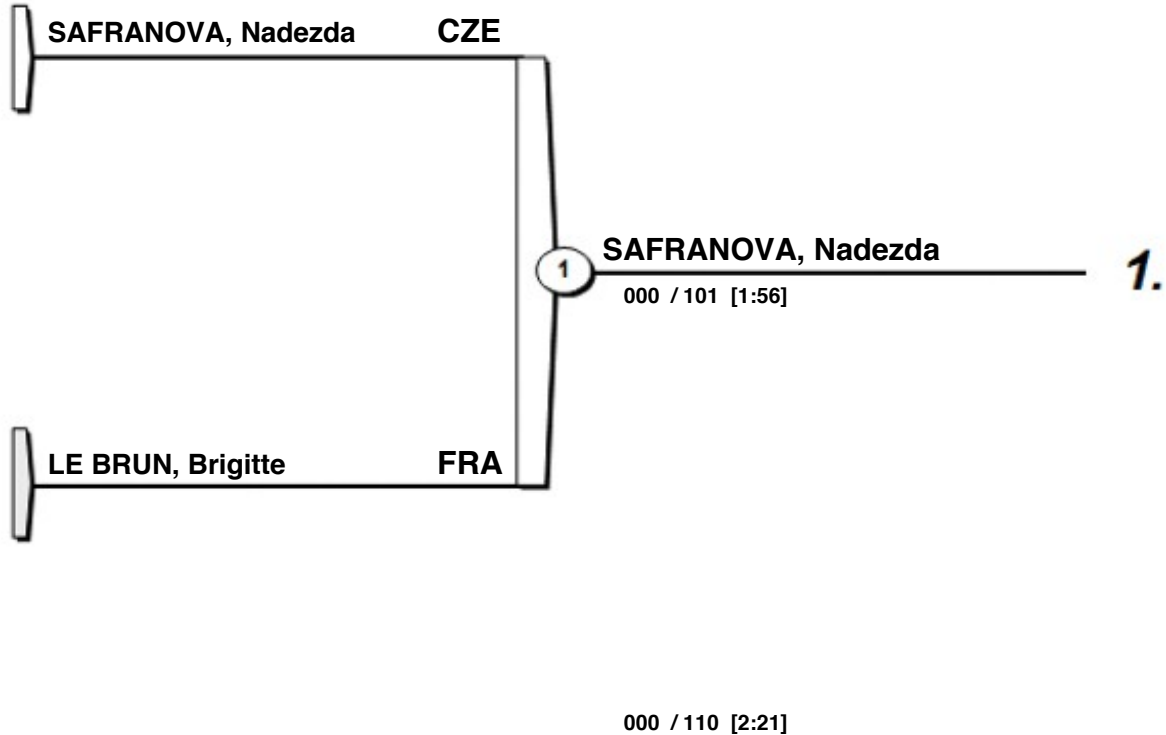 SAFRANOVA, Nadezda CZE
SAFRANOVA, Nadezda
1
1.
000 / 101 [1:56]
LE BRUN, Brigitte FRA
000 / 110 [2:21]